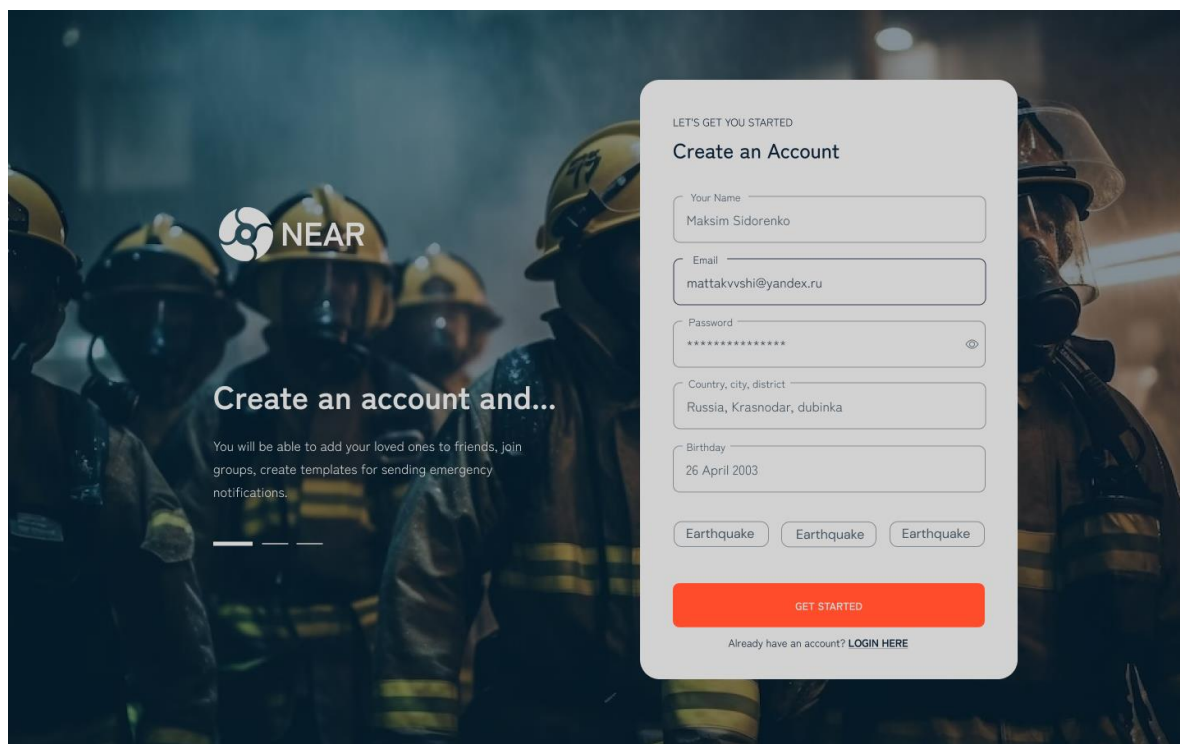 NEAR
Create an account and...
You will be able to add your loved ones to friends, join
groups, create templates for sending emergency
notifications.
LET'S GET YOU STARTED
Create an Account
Your Name
Maksim Sidorenko
Email
mattakvvshi@yandex.ru
Password
***************
Country, city, district
Russia, Krasnodar, dubinka
Birthday
26 April 2003
Earthquake Earthquake Earthquake
GET STARTED
Already have an account? LOGIN HERE